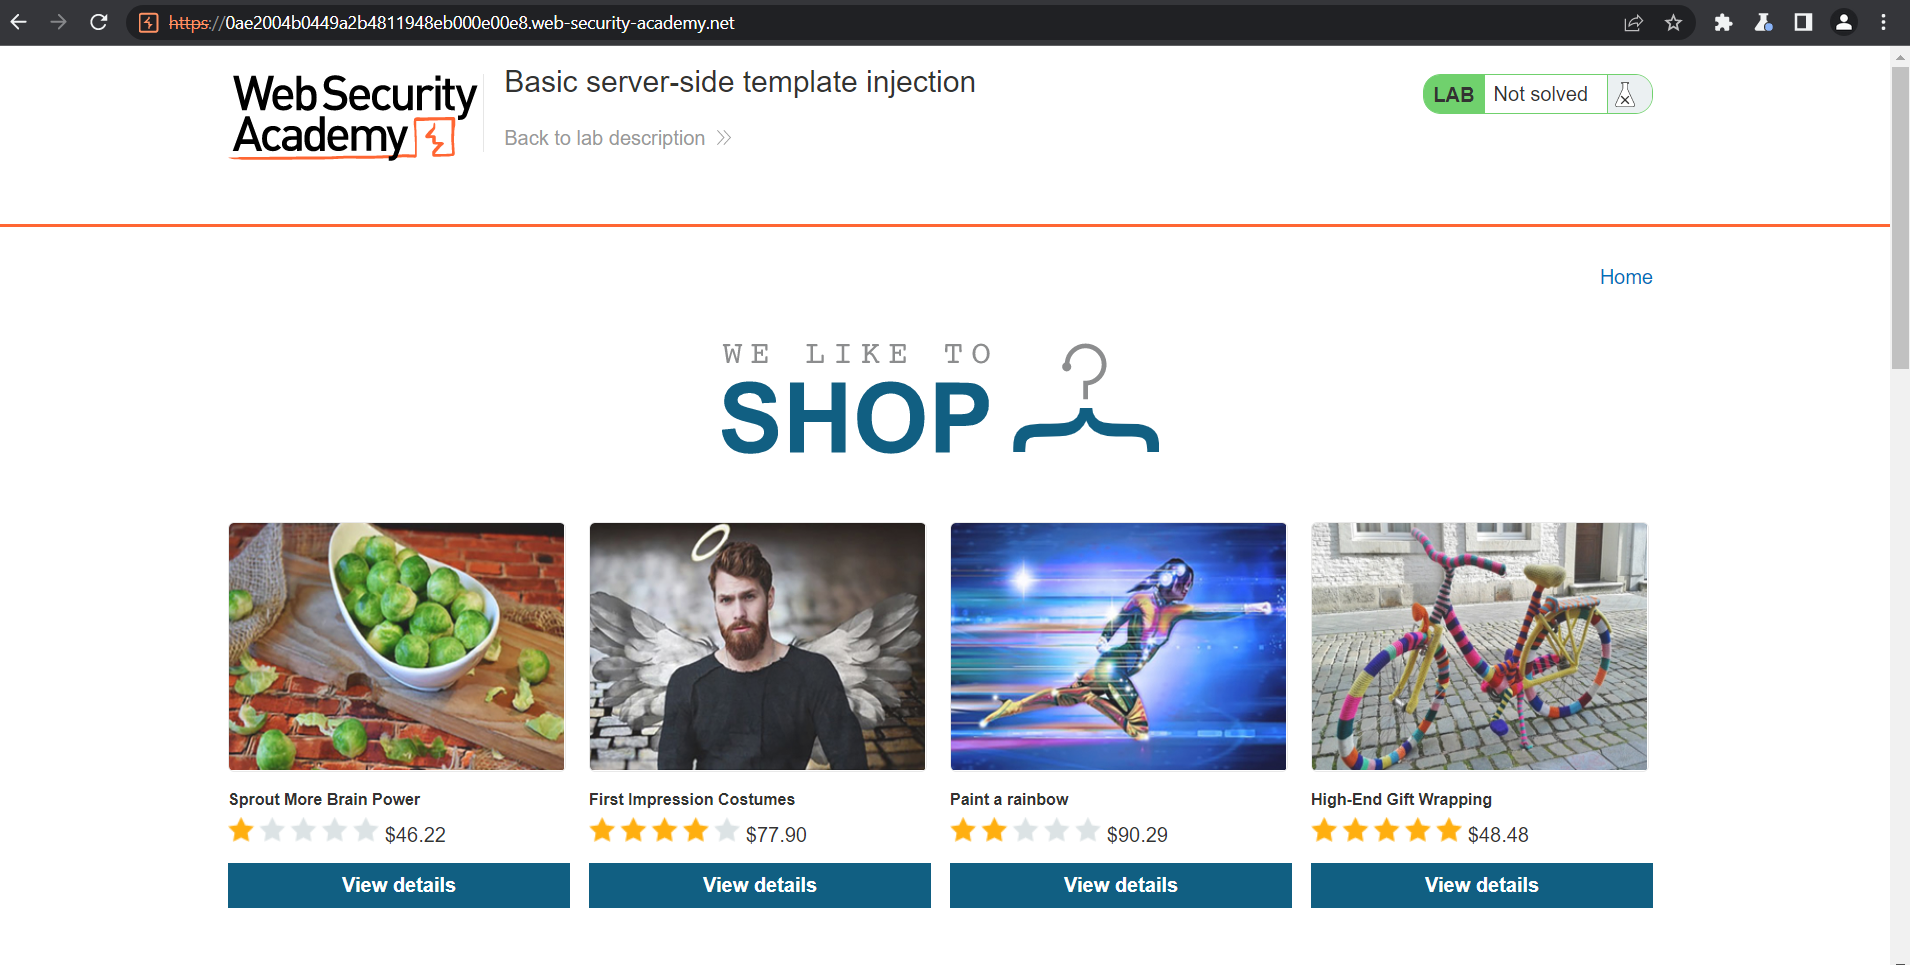 https://0ae2004b0449a2b4811948eb000e00e8.web-security-academy.net
Web Security
Academy
Basic server-side template injection
Back to lab description
LAB Not solved
Home
WE LIKE TO
SHOP
Sprout More Brain Power
$46.22
View details
First Impression Costumes
$77.90
View details
Paint a rainbow
$90.29
View details
High-End Gift Wrapping
$48.48
View details